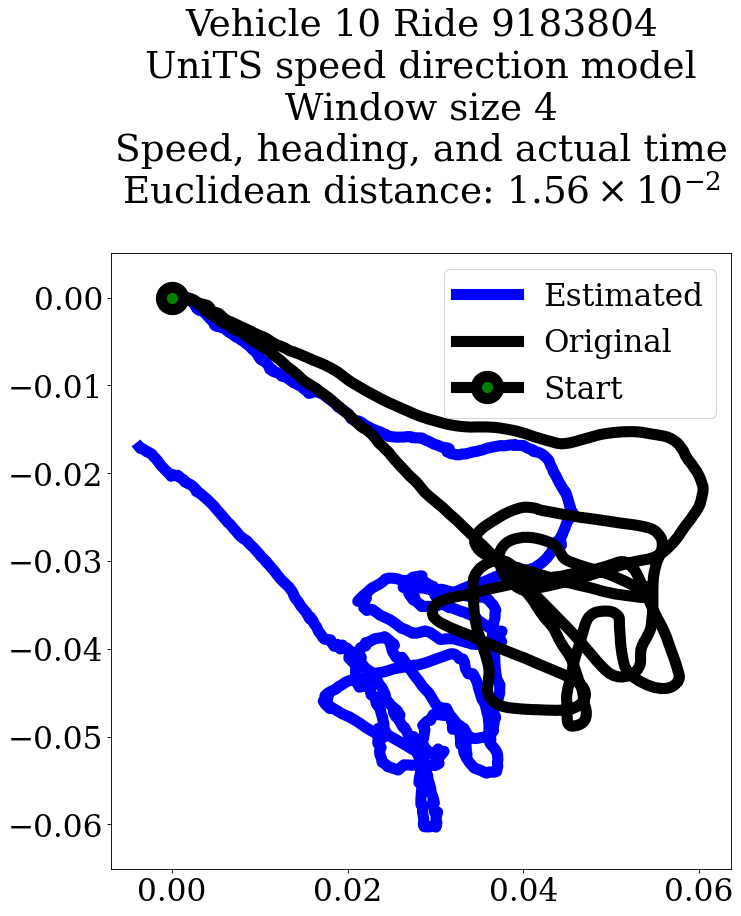 Vehicle 10 Ride 9183804
UniTS speed direction model
Window size 4
Speed, heading, and actual time
Euclidean distance: 1.56 × 10⁻²
Estimated
Original
Start
0.00
−0.01
−0.02
−0.03
−0.04
−0.05
−0.06
0.00 0.02 0.04 0.06